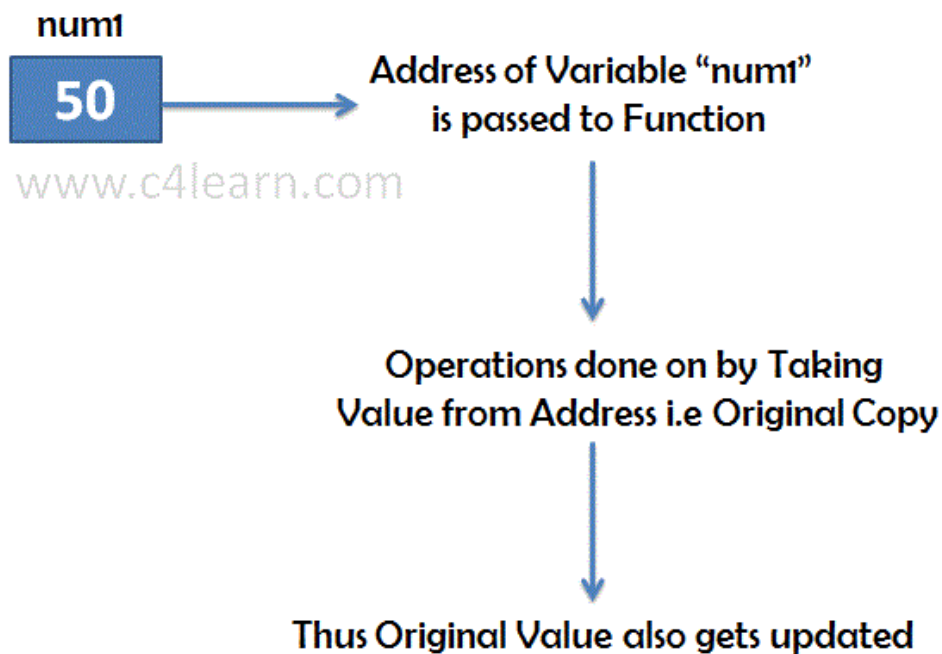 num1
50
Address of Variable “num1”
is passed to Function
www.c4learn.com
Operations done on by Taking
Value from Address i.e Original Copy
Thus Original Value also gets updated